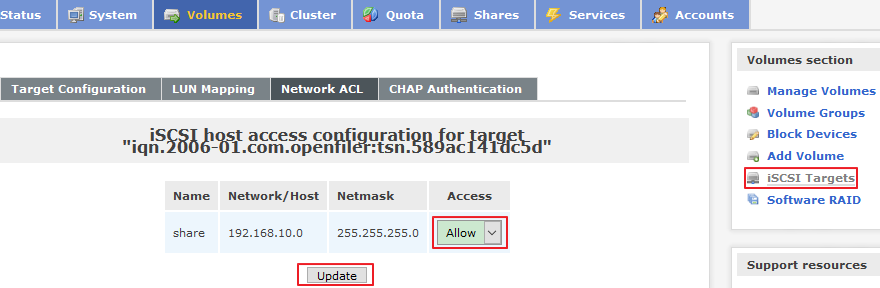 Status System Volumes Cluster Quota Shares Services Accounts
Target Configuration LUN Mapping Network ACL CHAP Authentication
iSCSI host access configuration for target
"iqn.2006-01.com.openfiler:tsn.589ac141dc5d"
Name Network/Host Netmask Access
share 192.168.10.0 255.255.255.0 Allow
Update
Volumes section
Manage Volumes
Volume Groups
Block Devices
Add Volume
iSCSI Targets
Software RAID
Support resources